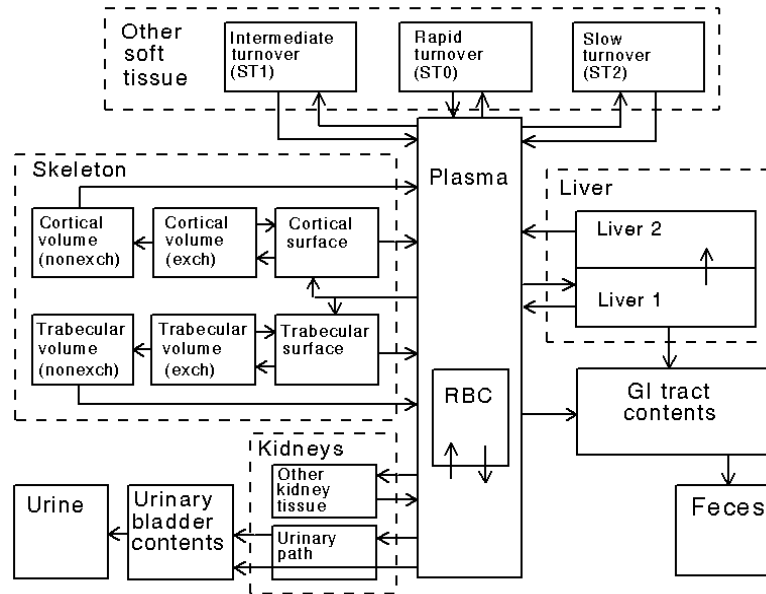 Other
soft
tissue
Intermediate
turnover
(ST1)
Rapid
turnover
(ST0)
Slow
turnover
(ST2)
Skeleton
Plasma
Liver
Cortical
volume
(nonexch)
Cortical
volume
(exch)
Cortical
surface
Liver 2
Liver 1
Trabecular
volume
(nonexch)
Trabecular
volume
(exch)
Trabecular
surface
RBC
GI tract
contents
Kidneys
Other
kidney
tissue
Urinary
path
Urine
Urinary
bladder
contents
Feces